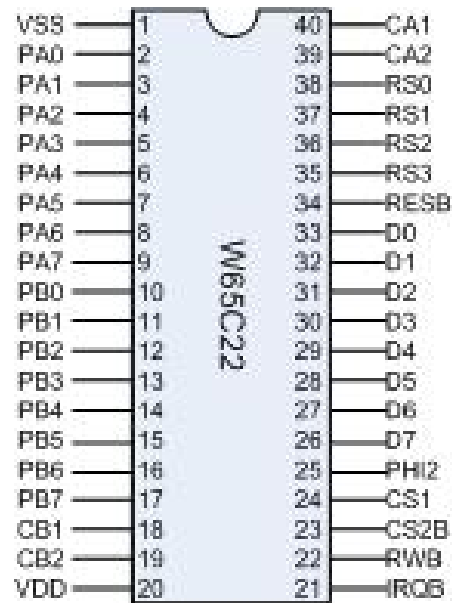 VSS 1 40 CA1
PA0 2 39 CA2
PA1 3 38 RS0
PA2 4 37 RS1
PA3 5 36 RS2
PA4 6 35 RS3
PA5 7 34 RESB
PA6 8 33 D0
PA7 9 32 D1
PB0 10 31 D2
PB1 11 30 D3
PB2 12 29 D4
PB3 13 28 D5
PB4 14 27 D6
PB5 15 26 D7
PB6 16 25 PHI2
PB7 17 24 CS1
CB1 18 23 CS2B
CB2 19 22 RWB
VDD 20 21 IRQB
W65C22